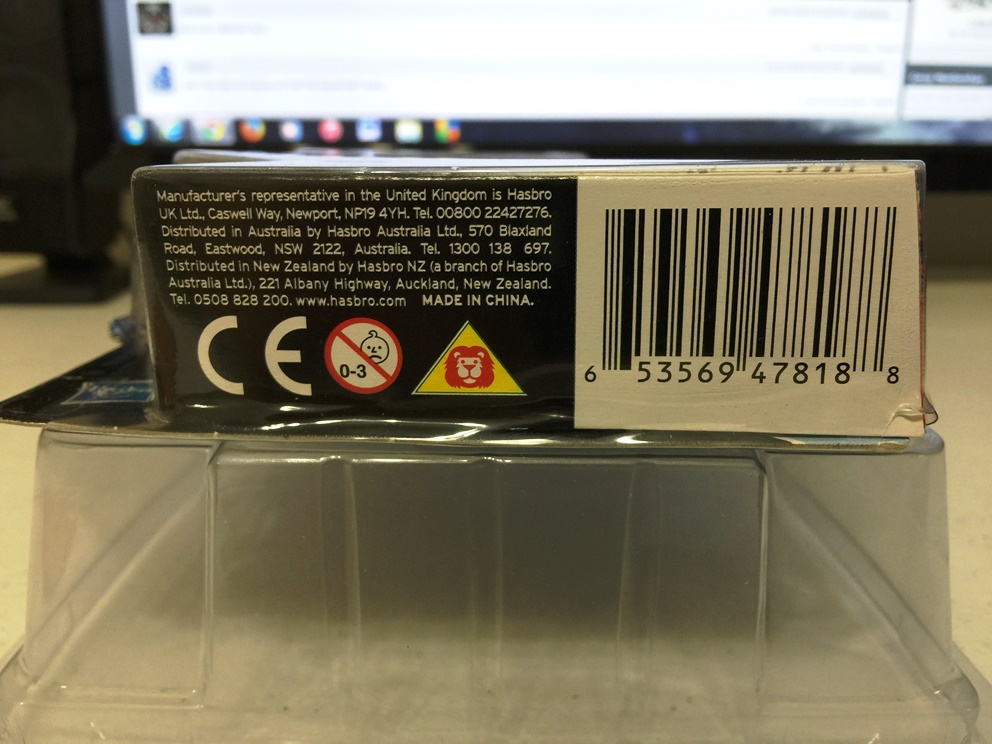 Manufacturer's representative in the United Kingdom is Hasbro
UK Ltd., Caswell Way, Newport, NP19 4YH. Tel. 00800 22427276.
Distributed in Australia by Hasbro Australia Ltd., 570 Blaxland
Road, Eastwood, NSW 2122, Australia. Tel. 1300 138 697.
Distributed in New Zealand by Hasbro NZ (a branch of Hasbro
Australia Ltd.), 221 Albany Highway, Auckland, New Zealand.
Tel. 0508 828 200. www.hasbro.com MADE IN CHINA.
CE
0-3
6 53569 47818 8